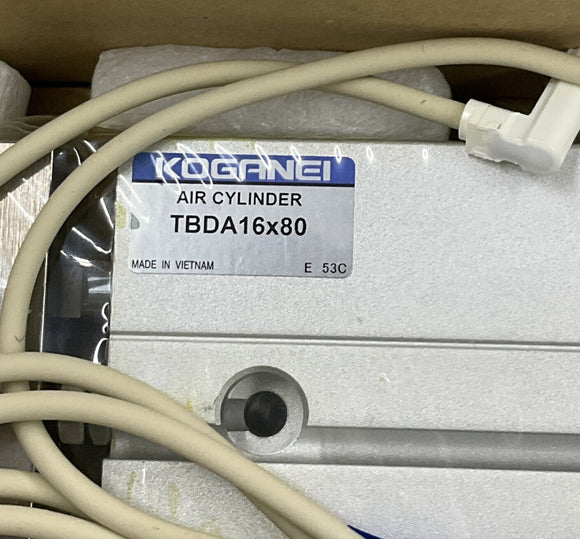 KOGANEI
AIR CYLINDER
TBDA16x80
MADE IN VIETNAM E 53C